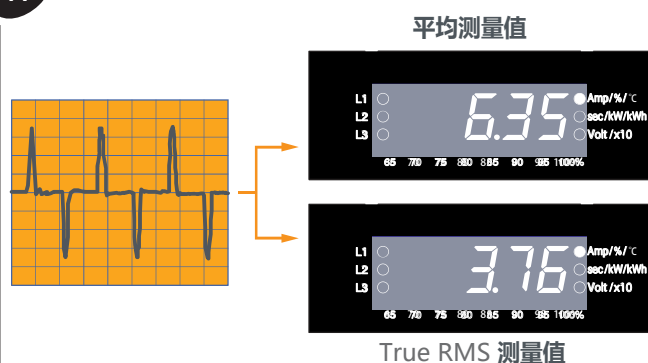 平均测量值
L1 6.35 Amp/%/℃
L2 sec/kW/kWh
L3 Volt/x10
65 70 75 80 85 90 95 100%
L1 3.76 Amp/%/℃
L2 sec/kW/kWh
L3 Volt/x10
65 70 75 80 85 90 95 100%
True RMS 测量值